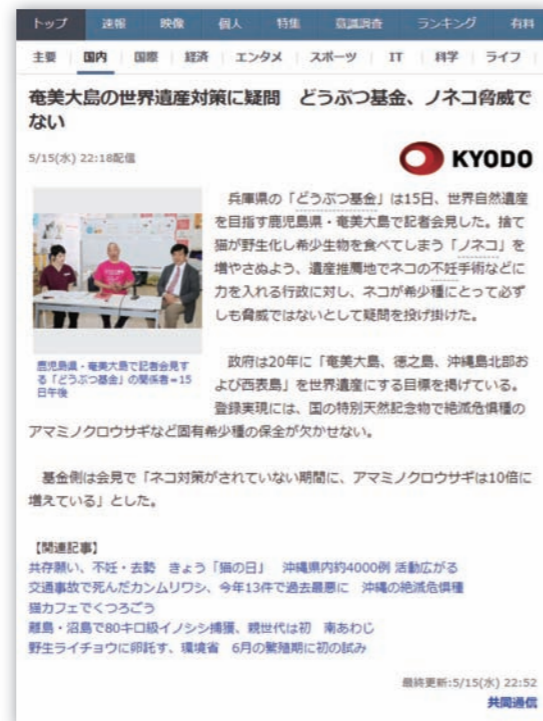 トップ 速報 映像 個人 特集 意識調査 ランキング 有料
主要 国内 国際 経済 エンタメ スポーツ IT 科学 ライフ
奄美大島の世界遺産対策に疑問 どうぶつ基金、ノネコ脅威で
ない
5/15(水) 22:18配信
KYODO
兵庫県の「どうぶつ基金」は15日、世界自然遺産
を目指す鹿児島県・奄美大島で記者会見した。捨て
猫が野生化し希少生物を食べてしまう「ノネコ」を
増やさぬよう、遺産推薦地でネコの不妊手術などに
力を入れる行政に対し、ネコが希少種にとって必ず
しも脅威ではないとして疑問を投げ掛けた。
鹿児島県・奄美大島で記者会見す
る「どうぶつ基金」の関係者=15
日午後
政府は20年に「奄美大島、徳之島、沖縄島北部お
よび西表島」を世界遺産にする目標を掲げている。
登録実現には、国の特別天然記念物で絶滅危惧種の
アマミノクロウサギなど固有希少種の保全が欠かせない。
基金側は会見で「ネコ対策がされていない期間に、アマミノクロウサギは10倍に
増えている」とした。
【関連記事】
共存願い、不妊・去勢 きょう「猫の日」 沖縄県内約4000例 活動広がる
交通事故で死んだカンムリワシ、今年13件で過去最悪に 沖縄の絶滅危惧種
猫カフェでくつろごう
離島・沼島で80キロ級イノシシ捕獲、親世代は初 南あわじ
野生ライチョウに卵託す、環境省 6月の繁殖期に初の試み
最終更新:5/15(水) 22:52
共同通信